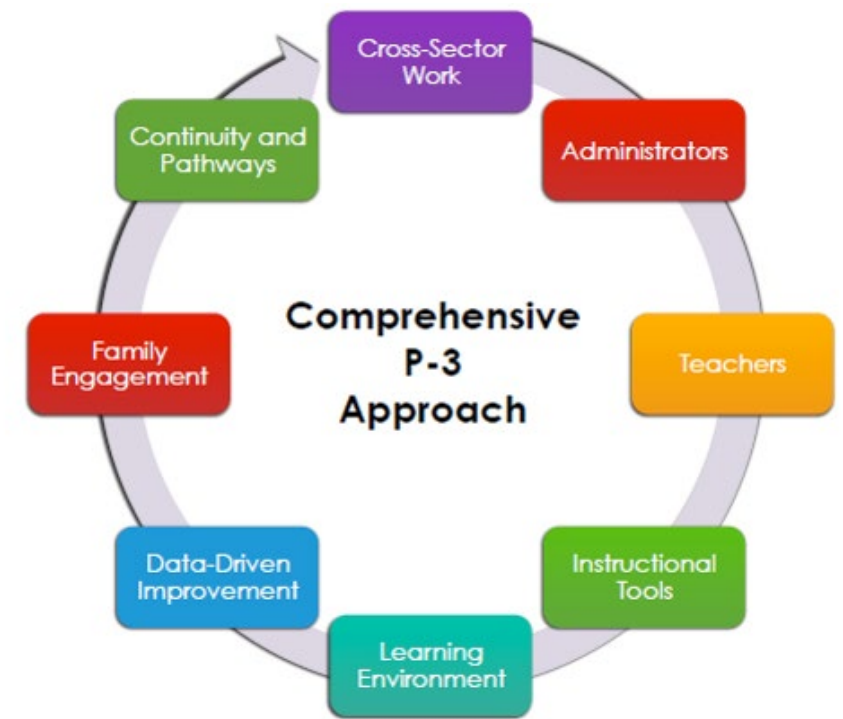 Cross-Sector
Work
Administrators
Teachers
Instructional
Tools
Learning
Environment
Data-Driven
Improvement
Family
Engagement
Continuity and
Pathways
Comprehensive
P-3
Approach